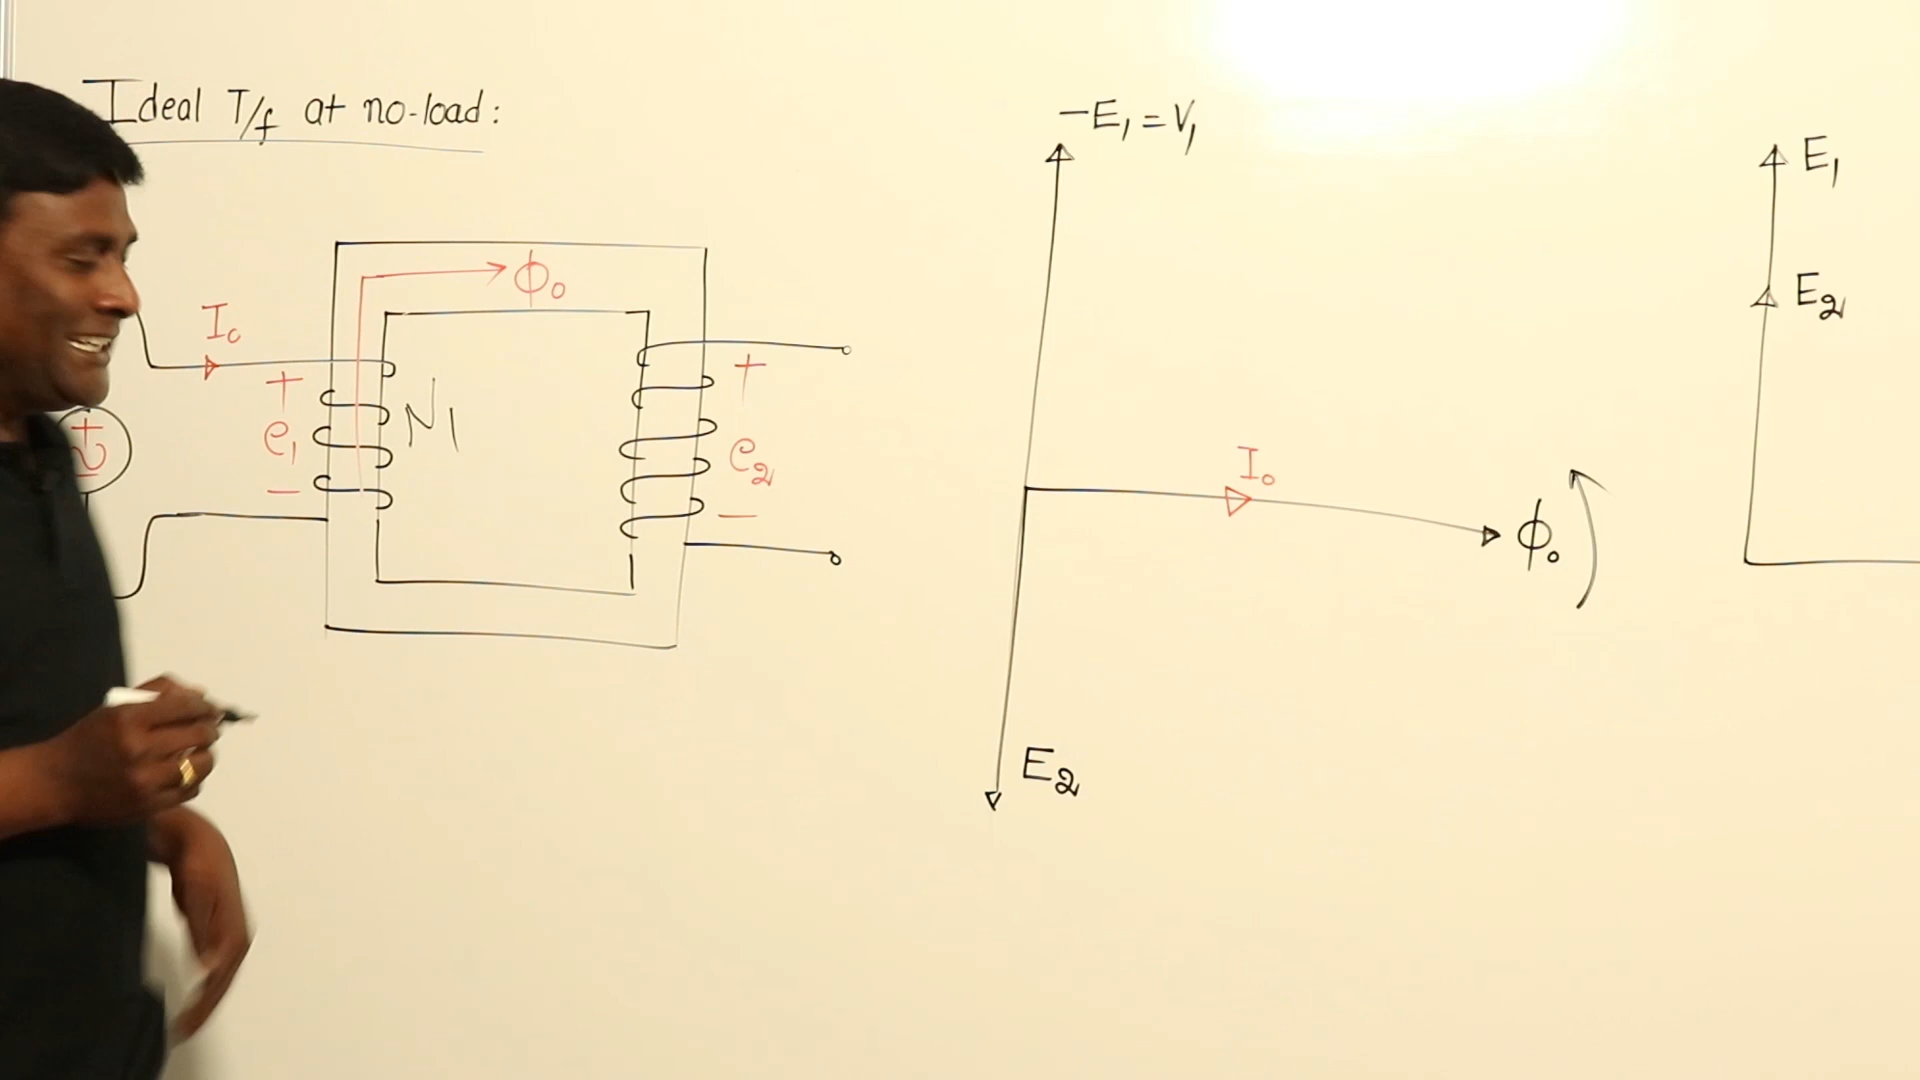 Ideal T/f at no-load:
-E₁ = V₁
E₁
ϕ₀
E₂
I₀
+
+
N₁
e₁
e₂
+
-
-
I₀
ϕ₀
E₂